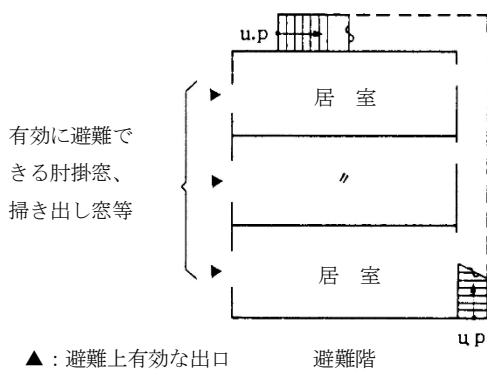 u.p
居　室
有効に避難で
きる肘掛窓、
掃き出し窓等
〃
居　室
u.p
▲：避難上有効な出口　　避難階